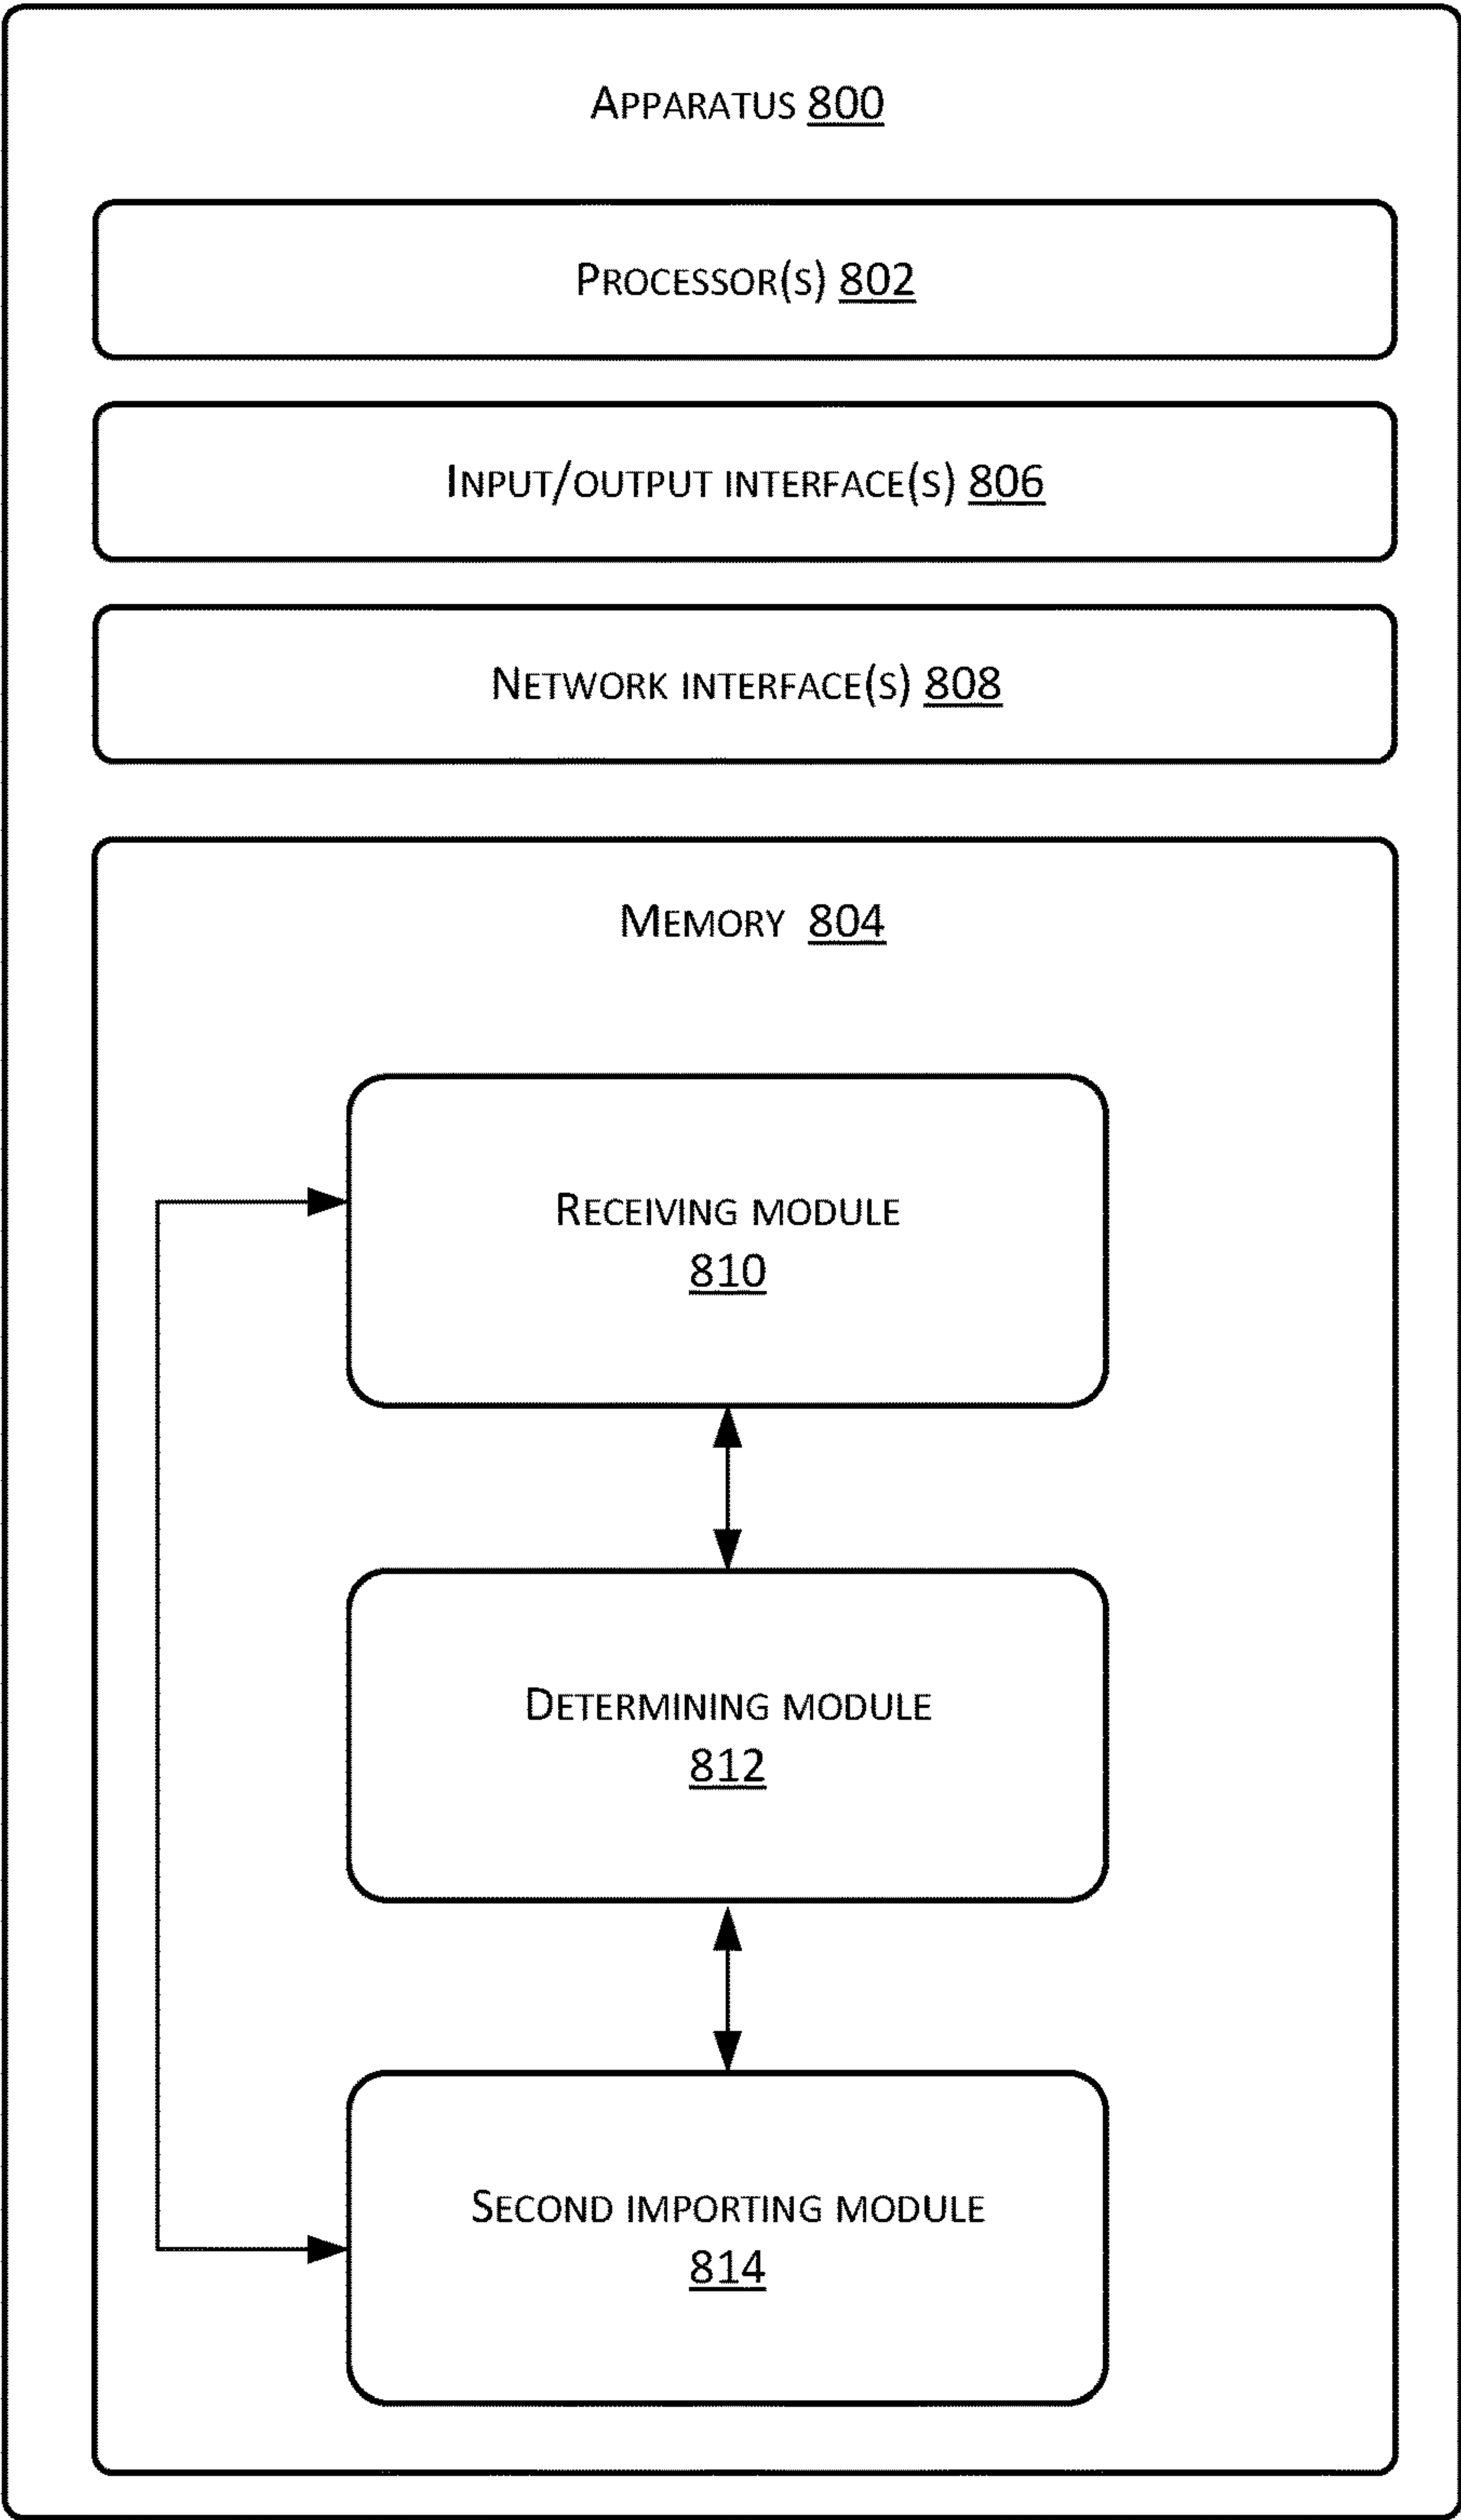 Apparatus 800
Processor(s) 802
Input/output interface(s) 806
Network interface(s) 808
Memory 804
Receiving module
810
Determining module
812
Second importing module
814